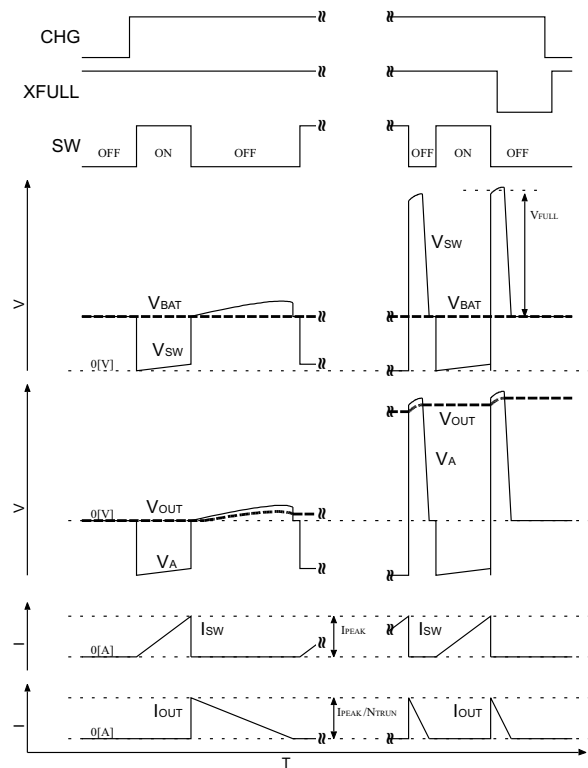 CHG
XFULL
SW
OFF ON OFF OFF ON OFF
VFULL
VSW
V
VBAT VBAT
VSW
0[V]
VOUT
V
VOUT VA
0[V]
VA
ISW IPEAK ISW
I
0[A]
IOUT IPEAK/NTRUN IOUT
I
0[A]
T